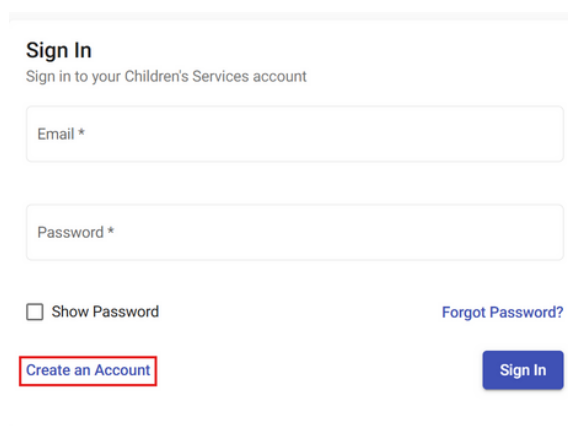 Sign In
Sign in to your Children's Services account
Email *
Password *
Show Password
Forgot Password?
Create an Account
Sign In